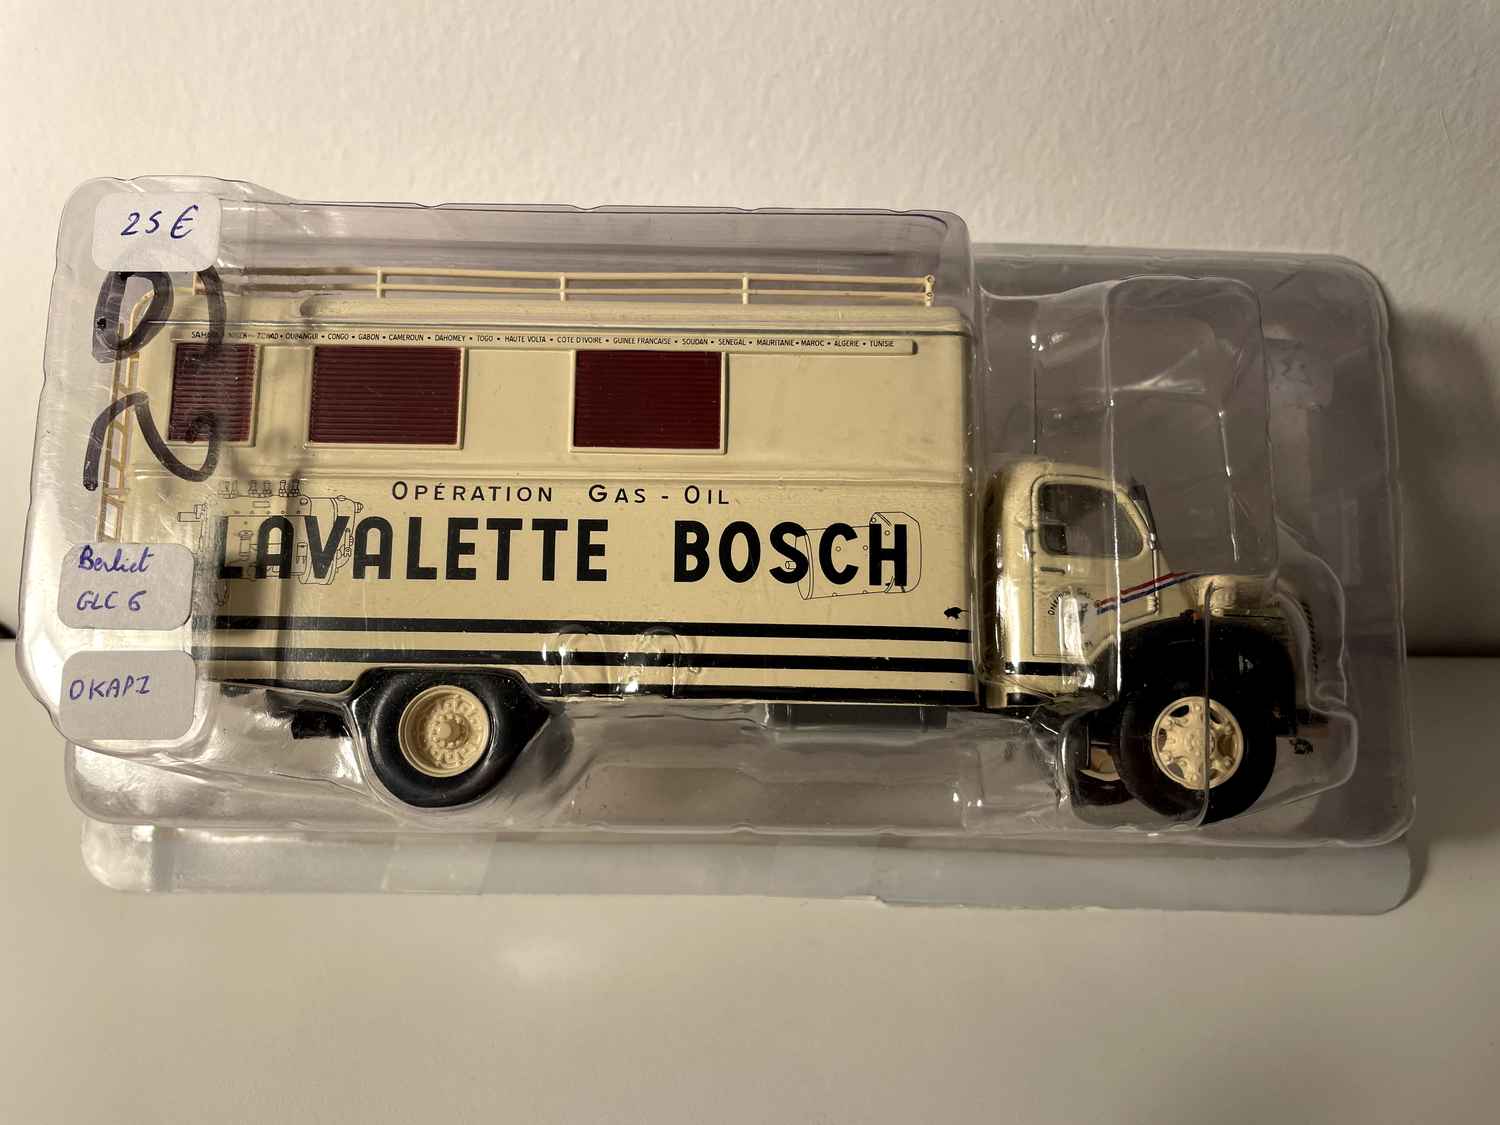 25 €
20
SAHARA • NIGER • TCHAD • OUBANGUI • CONGO • GABON • CAMEROUN • DAHOMEY • TOGO • HAUTE VOLTA • COTE D'IVOIRE • GUINEE FRANCAISE • SOUDAN • SENEGAL • MAURITANIE • MAROC • ALGERIE • TUNISIE
OPÉRATION GAS - OIL
LAVALETTE BOSCH
Berliet
GLC 6
OKAPI